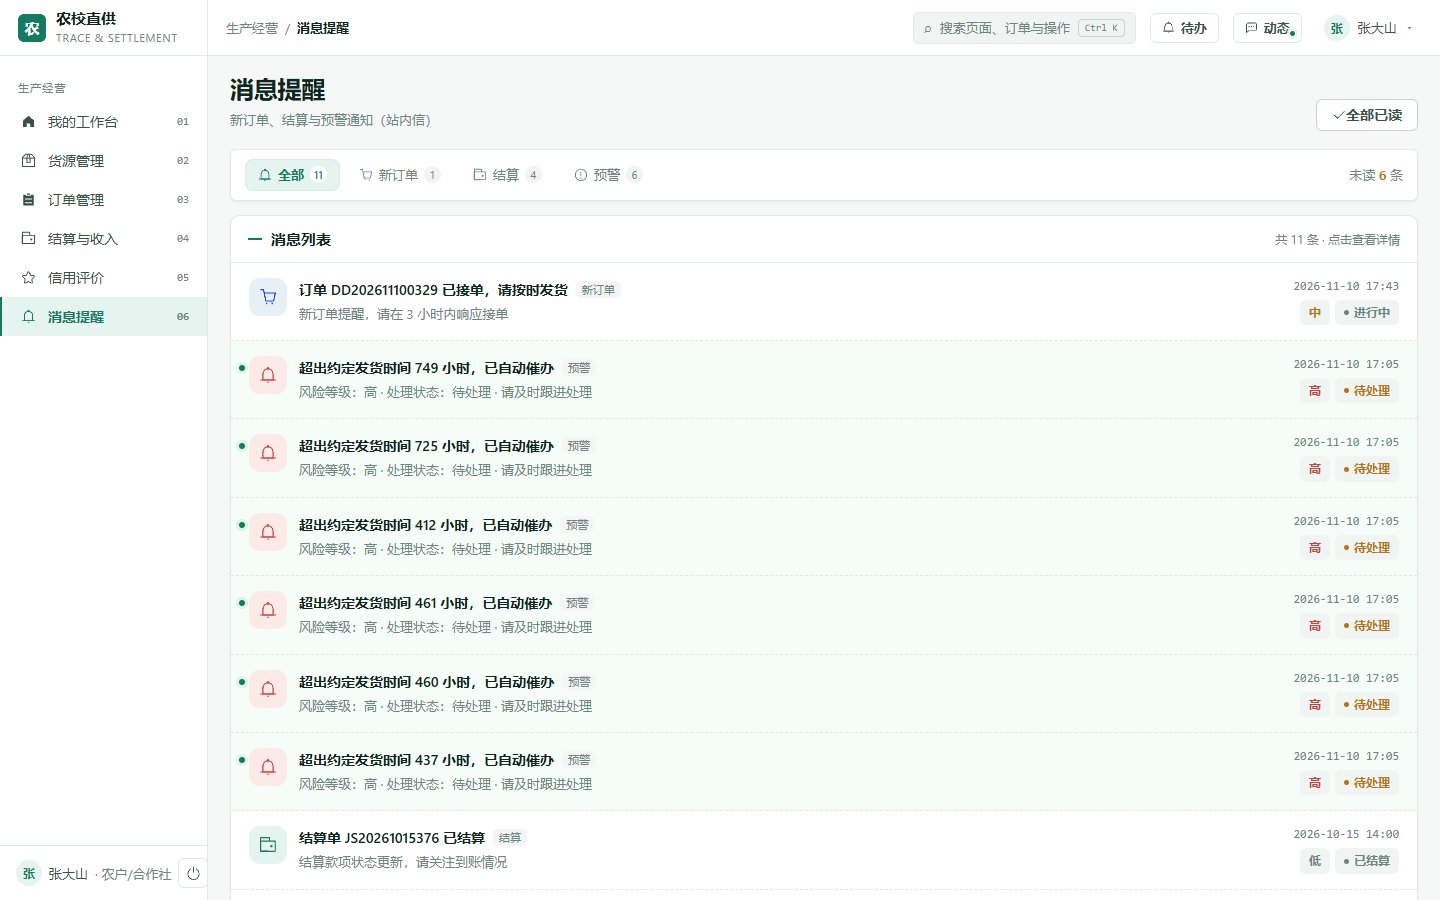 农
农校直供
TRACE & SETTLEMENT
生产经营 / 消息提醒
搜索页面、订单与操作 Ctrl K
待办
动态
张 张大山
生产经营
我的工作台 01
货源管理 02
订单管理 03
结算与收入 04
信用评价 05
消息提醒 06
消息提醒
新订单、结算与预警通知（站内信）
全部已读
全部 11
新订单 1
结算 4
预警 6
未读 6 条
消息列表
共 11 条 · 点击查看详情
订单 DD202611100329 已接单，请按时发货 新订单
2026-11-10 17:43
新订单提醒，请在 3 小时内响应接单
中 进行中
超出约定发货时间 749 小时，已自动催办 预警
2026-11-10 17:05
风险等级：高 · 处理状态：待处理 · 请及时跟进处理
高 待处理
超出约定发货时间 725 小时，已自动催办 预警
2026-11-10 17:05
风险等级：高 · 处理状态：待处理 · 请及时跟进处理
高 待处理
超出约定发货时间 412 小时，已自动催办 预警
2026-11-10 17:05
风险等级：高 · 处理状态：待处理 · 请及时跟进处理
高 待处理
超出约定发货时间 461 小时，已自动催办 预警
2026-11-10 17:05
风险等级：高 · 处理状态：待处理 · 请及时跟进处理
高 待处理
超出约定发货时间 460 小时，已自动催办 预警
2026-11-10 17:05
风险等级：高 · 处理状态：待处理 · 请及时跟进处理
高 待处理
超出约定发货时间 437 小时，已自动催办 预警
2026-11-10 17:05
风险等级：高 · 处理状态：待处理 · 请及时跟进处理
高 待处理
结算单 JS20261015376 已结算 结算
2026-10-15 14:00
结算款项状态更新，请关注到账情况
低 已结算
张 张大山 · 农户/合作社